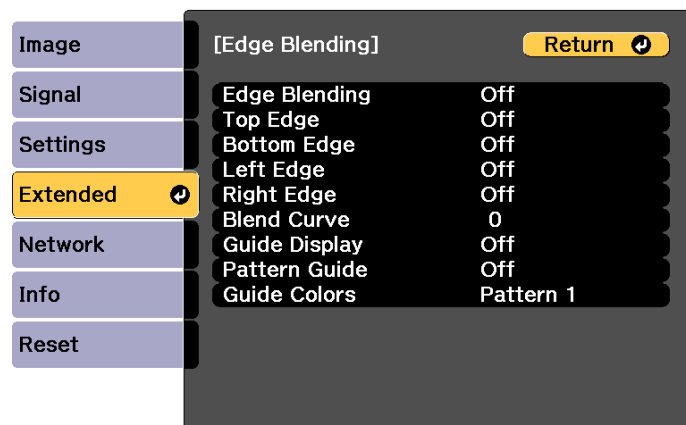 Image
Signal
Settings
Extended
Network
Info
Reset
[Edge Blending] Return
Edge Blending Off
Top Edge Off
Bottom Edge Off
Left Edge Off
Right Edge Off
Blend Curve 0
Guide Display Off
Pattern Guide Off
Guide Colors Pattern 1